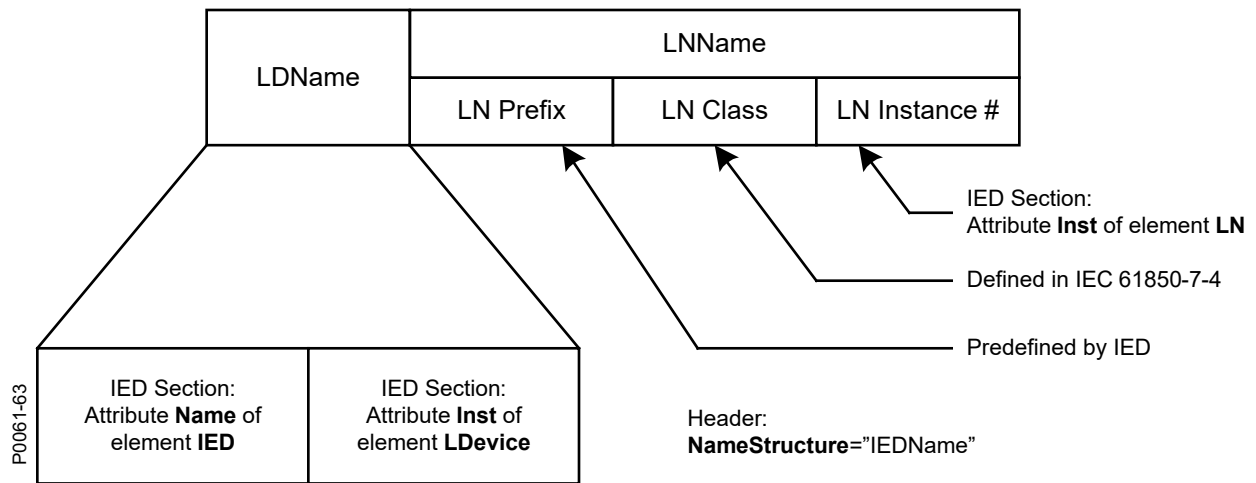 LNName
LDName
LN Prefix
LN Class
LN Instance #
IED Section:
Attribute Inst of element LN
Defined in IEC 61850-7-4
Predefined by IED
IED Section:
Attribute Name of
element IED
IED Section:
Attribute Inst of
element LDevice
Header:
NameStructure=”IEDName”
P0061-63